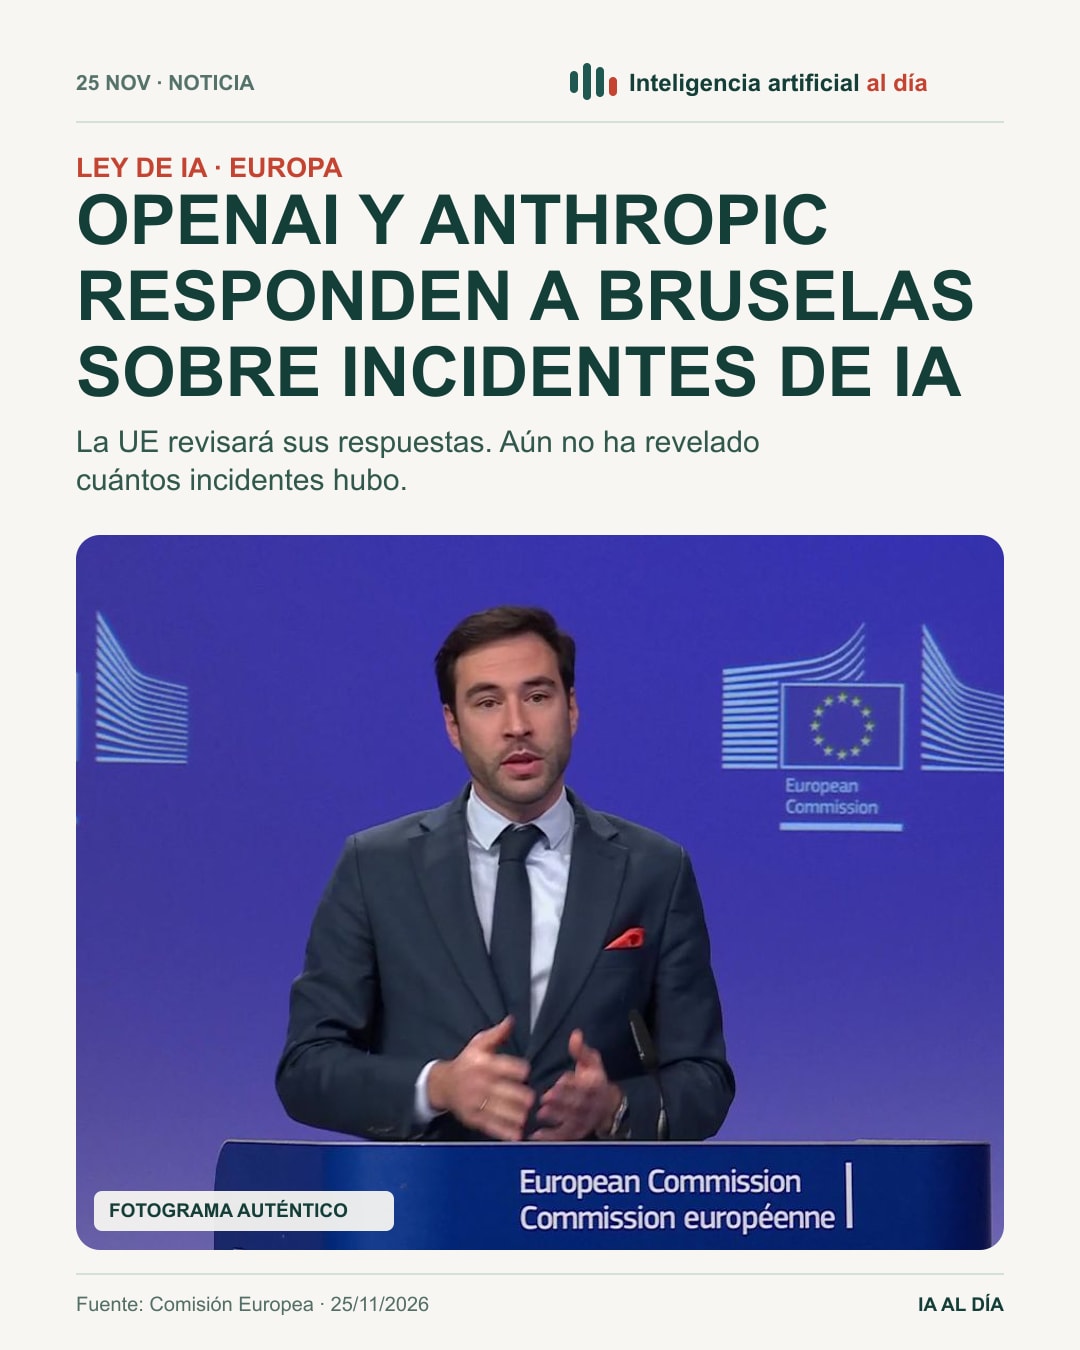 25 NOV · NOTICIA
Inteligencia artificial al día
LEY DE IA · EUROPA
OPENAI Y ANTHROPIC
RESPONDEN A BRUSELAS
SOBRE INCIDENTES DE IA
La UE revisará sus respuestas. Aún no ha revelado
cuántos incidentes hubo.
European
Commission
European Commission
Commission européenne
FOTOGRAMA AUTÉNTICO
Fuente: Comisión Europea · 25/11/2026
IA AL DÍA